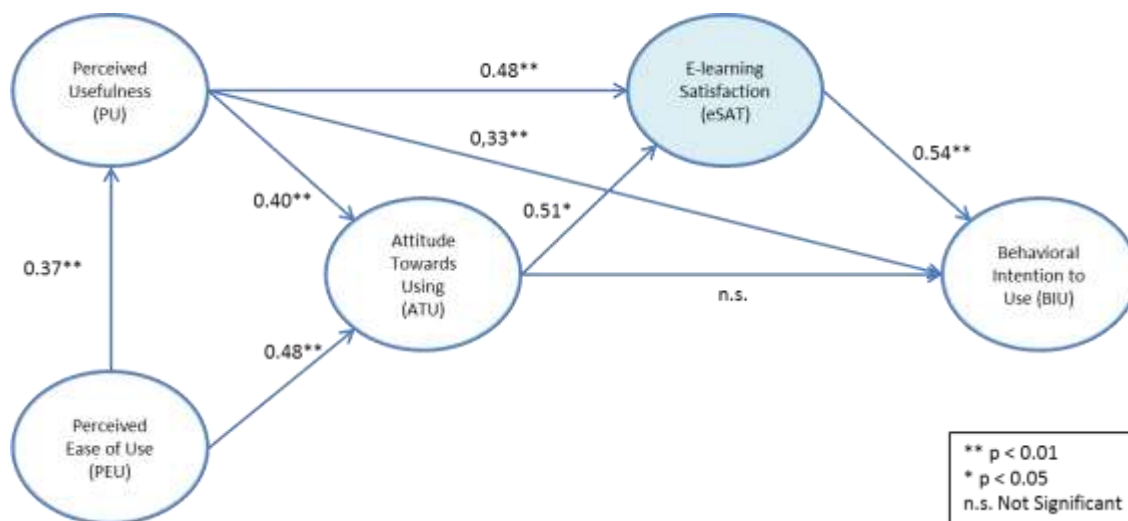 Perceived
Usefulness
(PU)
0.48**
E-learning
Satisfaction
(eSAT)
0,33**
0.54**
0.40**
0.51*
Attitude
Towards
Using
(ATU)
Behavioral
Intention to
Use (BIU)
0.37**
n.s.
0.48**
Perceived
Ease of Use
(PEU)
** p < 0.01
* p < 0.05
n.s. Not Significant